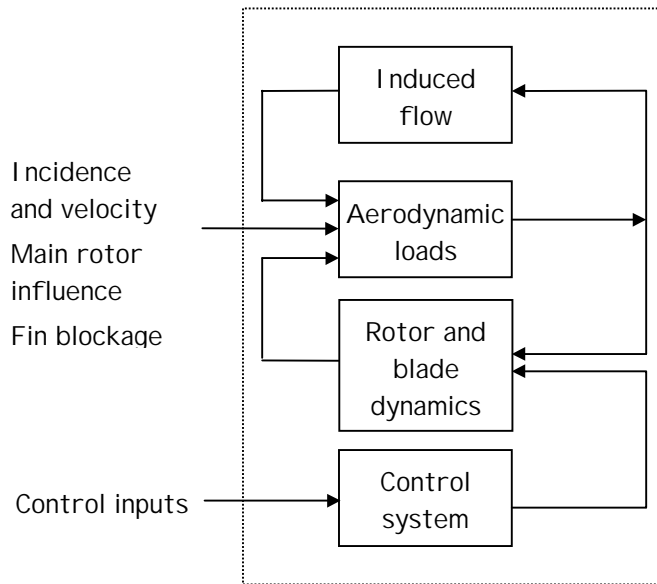 Induced
flow
Incidence
and velocity
Main rotor
influence
Fin blockage
Aerodynamic
loads
Rotor and
blade
dynamics
Control inputs
Control
system